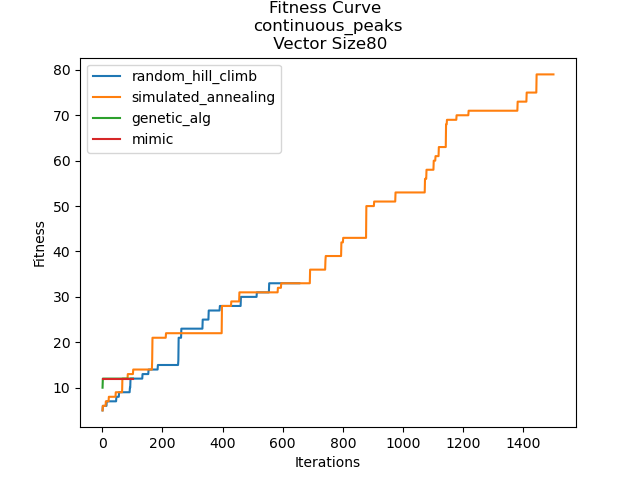 Fitness Curve
continuous_peaks
Vector Size80
random_hill_climb
simulated_annealing
genetic_alg
mimic
Fitness
80
70
60
50
40
30
20
10
0 200 400 600 800 1000 1200 1400
Iterations